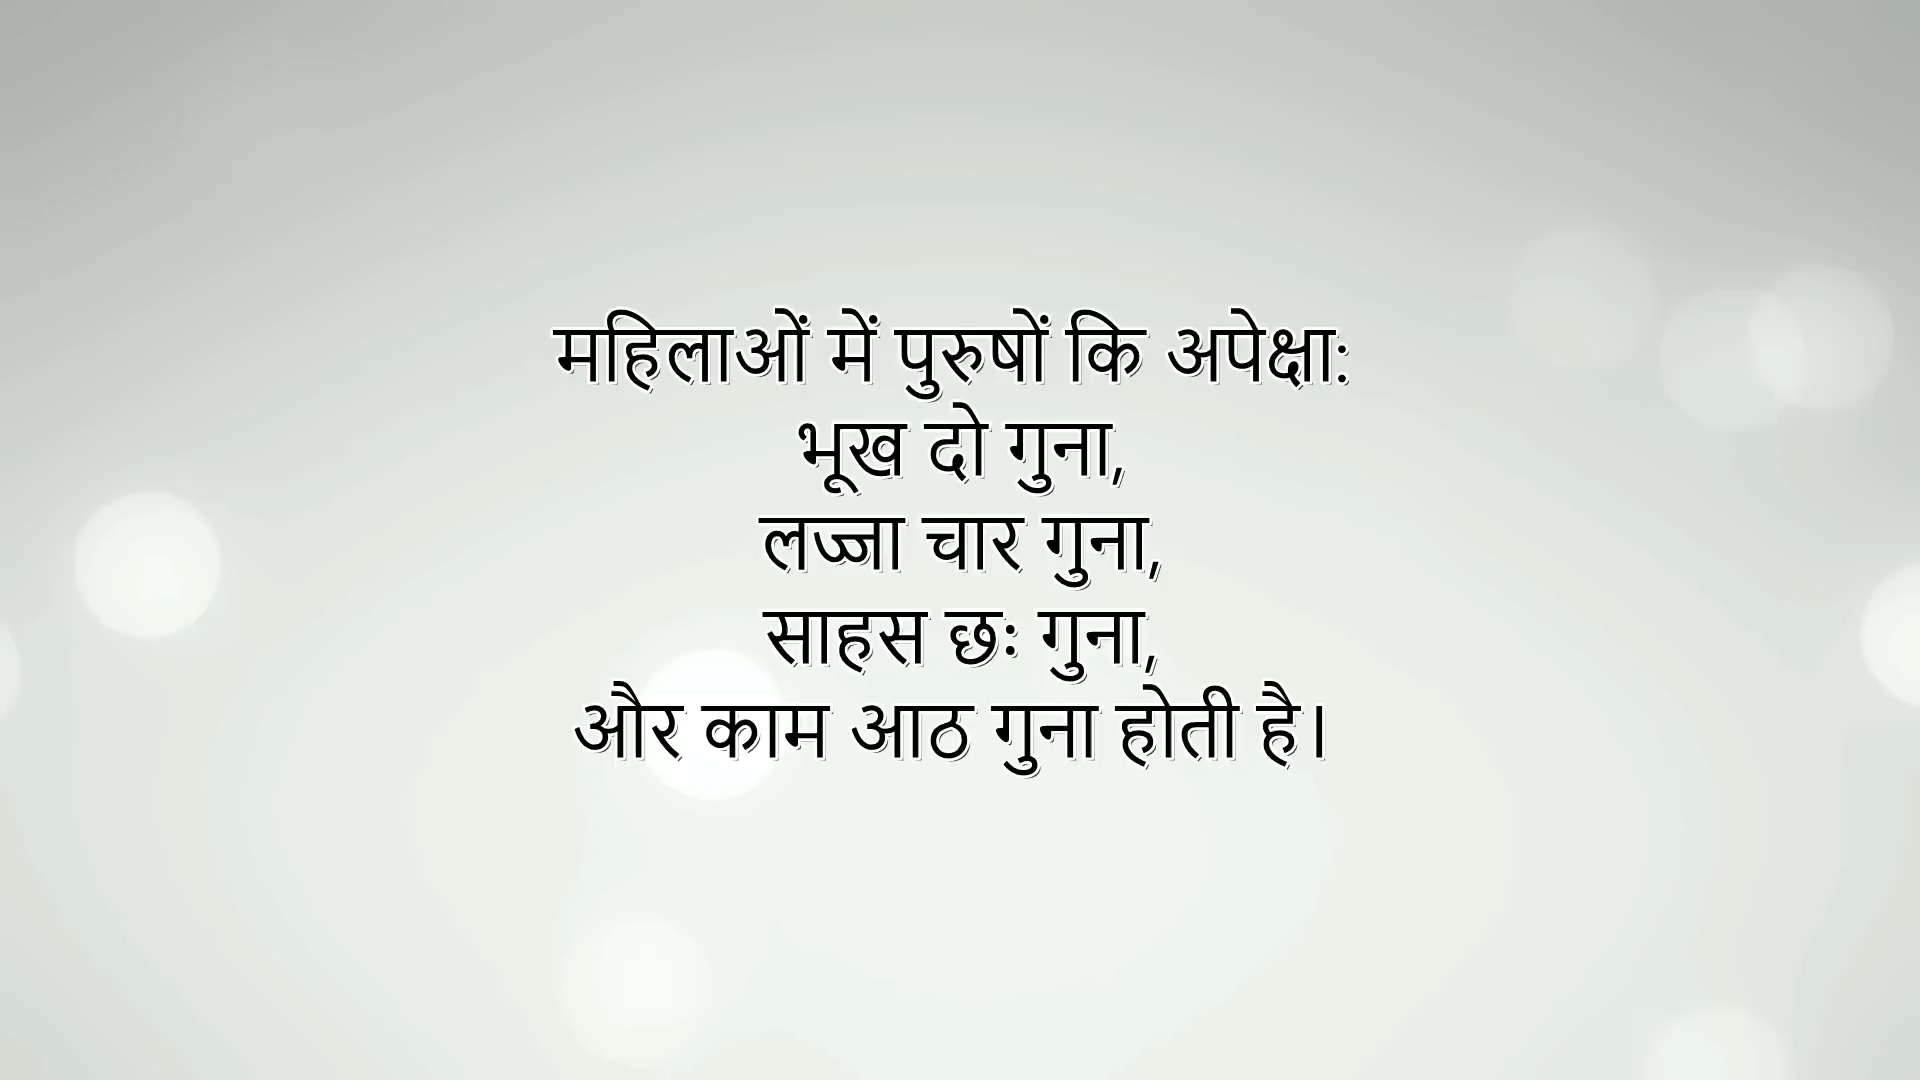 महिलाओं में पुरुषों कि अपेक्षा:
भूख दो गुना,
लज्जा चार गुना,
साहस छः गुना,
और काम आठ गुना होती है।